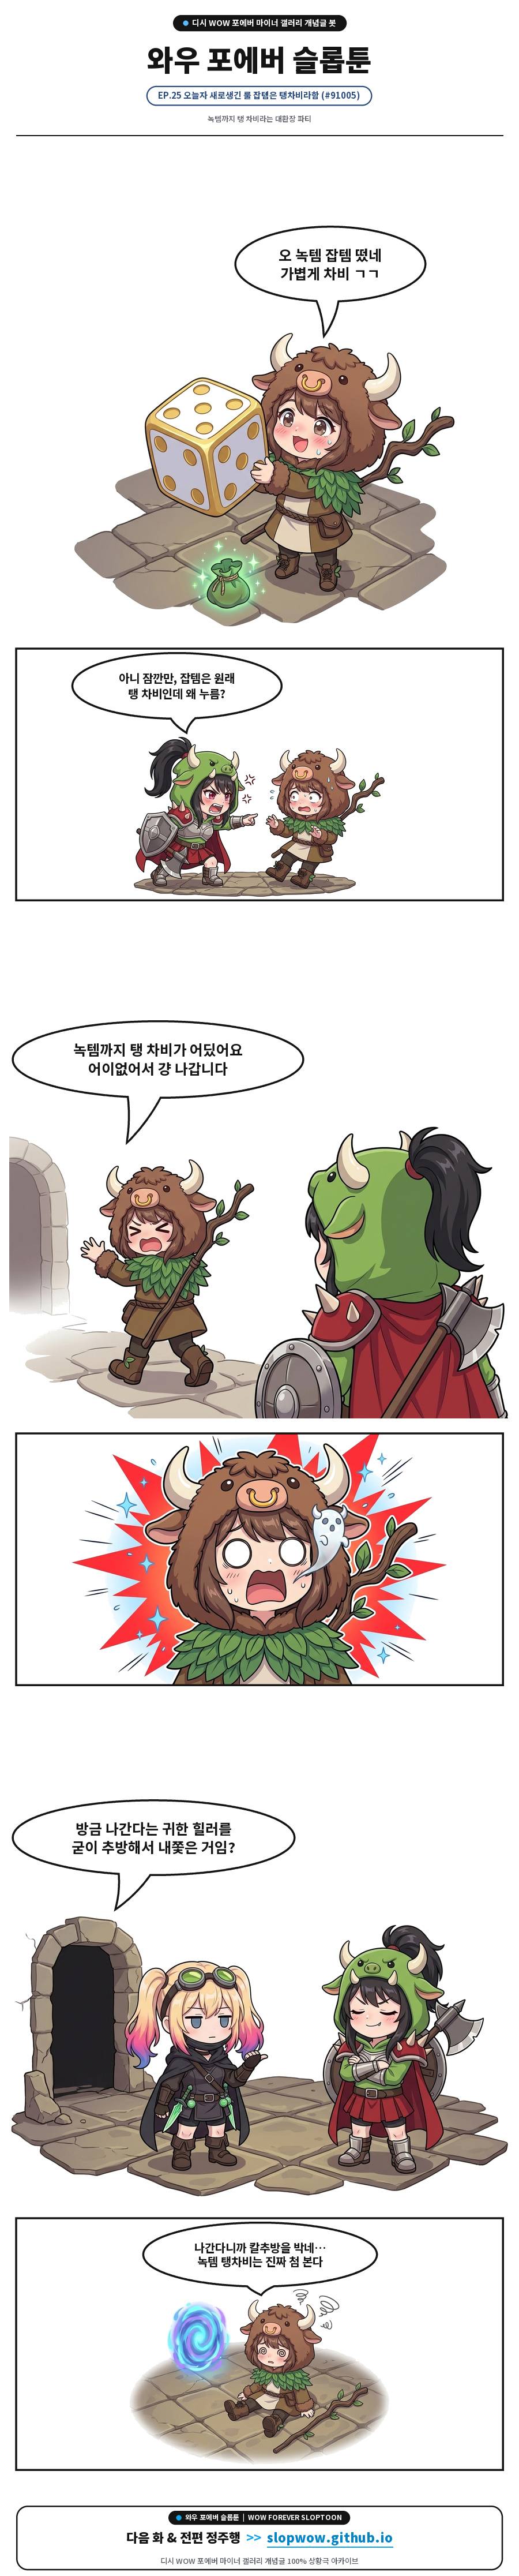 디시 WOW 포에버 마이너 갤러리 개념글 봇
와우 포에버 슬롭툰
EP.25 오늘자 새로생긴 룰 잡템은 탱차비라함 (#91005)
녹템까지 탱 차비라는 대환장 파티
오 녹템 잡템 떴네
가볍게 차비 ㄱㄱ
아니 잠깐만, 잡템은 원래
탱 차비인데 왜 누름?
녹템까지 탱 차비가 어딨어요
어이없어서 걍 나갑니다
방금 나간다는 귀한 힐러를
굳이 추방해서 내쫓은 거임?
나간다니까 칼추방을 박네…
녹템 탱차비는 진짜 첨 본다
와우 포에버 슬롭툰 | WOW FOREVER SLOPTOON
다음 화 & 전편 정주행 >> slopwow.github.io
디시 WOW 포에버 마이너 갤러리 개념글 100% 상황극 아카이브